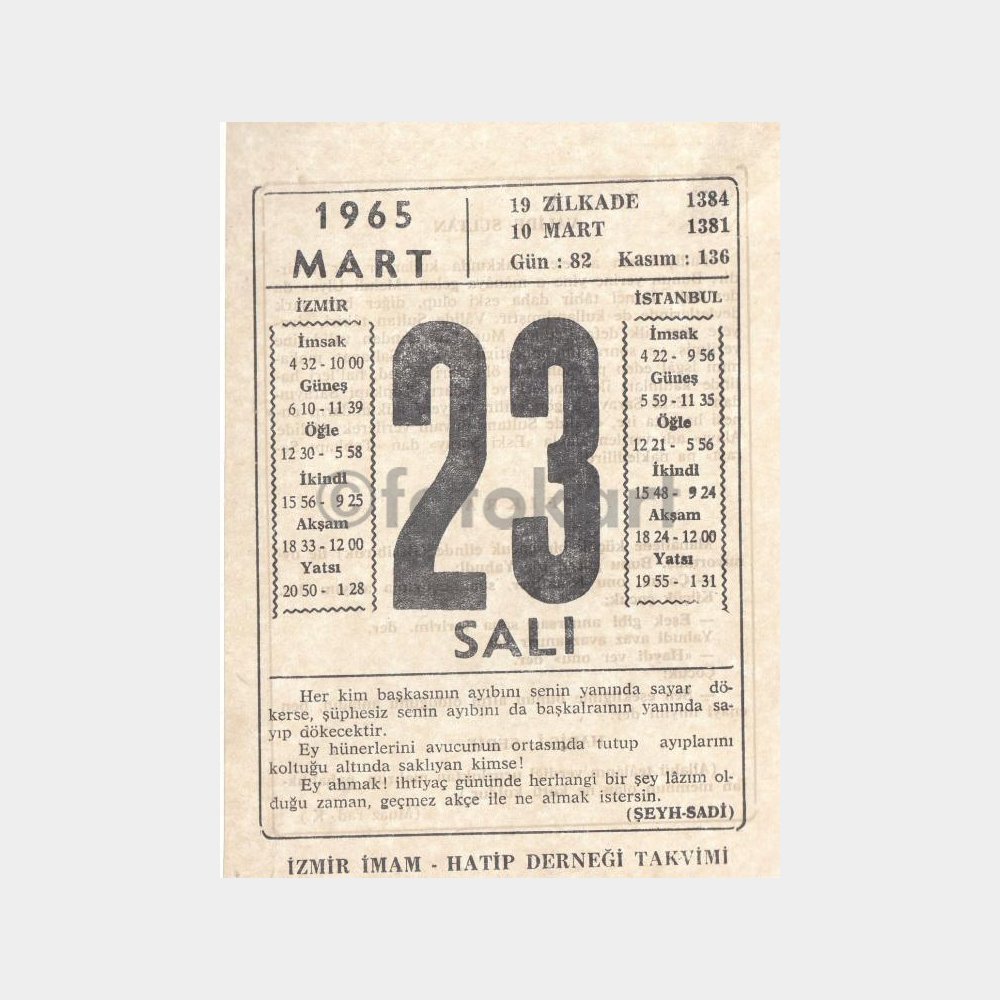 1965
MART
19 ZİLKADE 1384
10 MART 1381
Gün : 82 Kasım : 136
İZMİR
İmsak
4 32 - 10 00
Güneş
6 10 - 11 39
Öğle
12 30 - 5 58
İkindi
15 56 - 9 25
Akşam
18 33 - 12 00
Yatsı
20 50 - 1 28
23
SALI
İSTANBUL
İmsak
4 22 - 9 56
Güneş
5 59 - 11 35
Öğle
12 21 - 5 56
İkindi
15 48 - 9 24
Akşam
18 24 - 12 00
Yatsı
19 55 - 1 31
©fotokart
Her kim başkasının ayıbını senin yanında sayar dö-
kerse, şüphesiz senin ayıbını da başkalraının yanında sa-
yıp dökecektir.
Ey hünerlerini avucunun ortasında tutup ayıplarını
koltuğu altında saklıyan kimse!
Ey ahmak! ihtiyaç gününde herhangi bir şey lâzım ol-
duğu zaman, geçmez akçe ile ne almak istersin.
(ŞEYH-SADİ)
İZMİR İMAM - HATİP DERNEĞİ TAKVİMİ